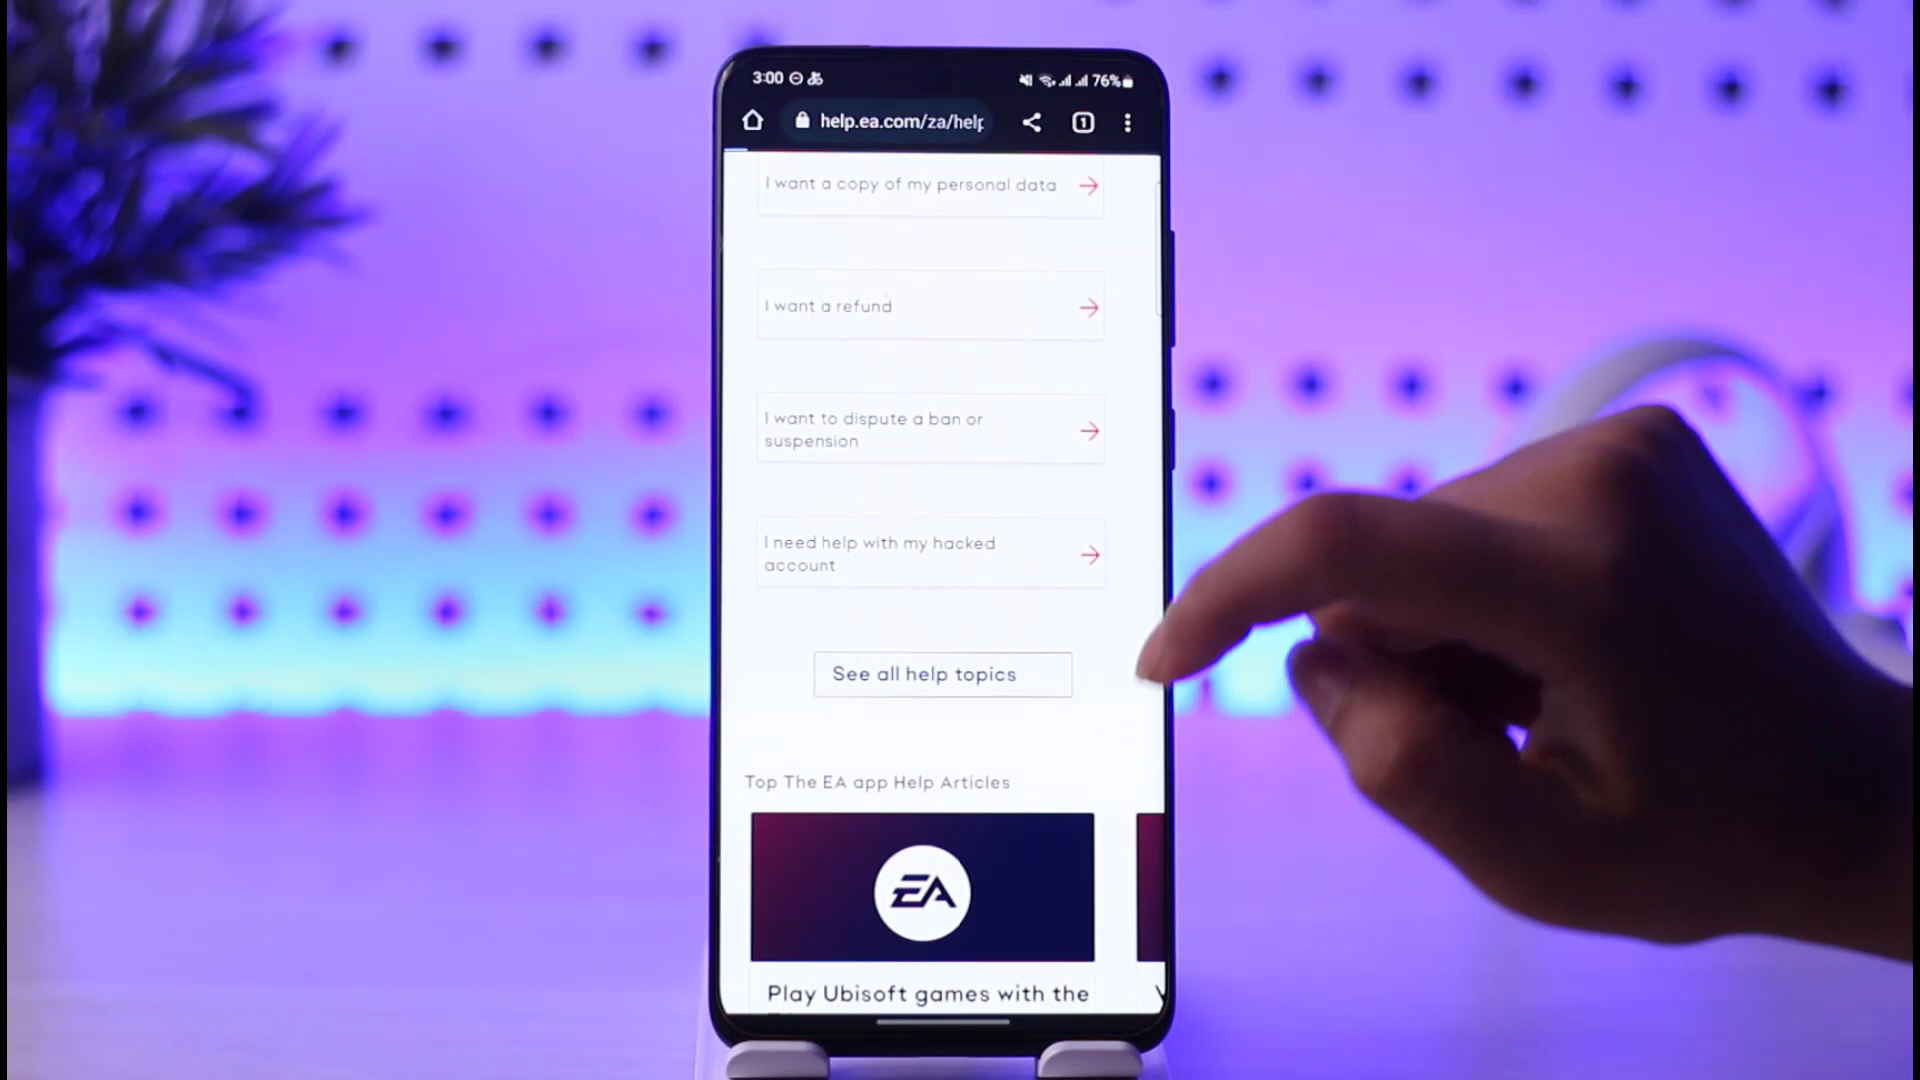 3:00
76%
help.ea.com/za/help
1
I want a copy of my personal data
I want a refund
I want to dispute a ban or
suspension
I need help with my hacked
account
See all help topics
Top The EA app Help Articles
EA
Play Ubisoft games with the